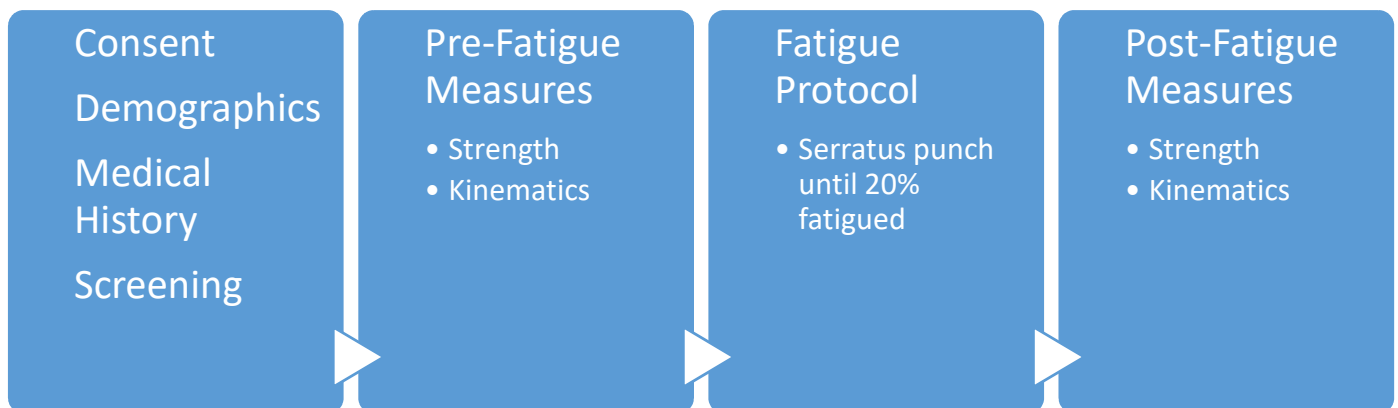 Consent
Demographics
Medical
History
Screening
Pre-Fatigue
Measures
• Strength
• Kinematics
Fatigue
Protocol
• Serratus punch
until 20%
fatigued
Post-Fatigue
Measures
• Strength
• Kinematics